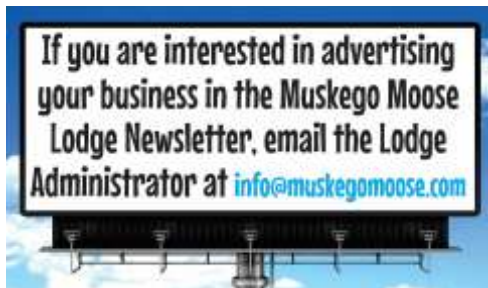 If you are interested in advertising
your business in the Muskego Moose
Lodge Newsletter, email the Lodge
Administrator at info@muskegomoose.com